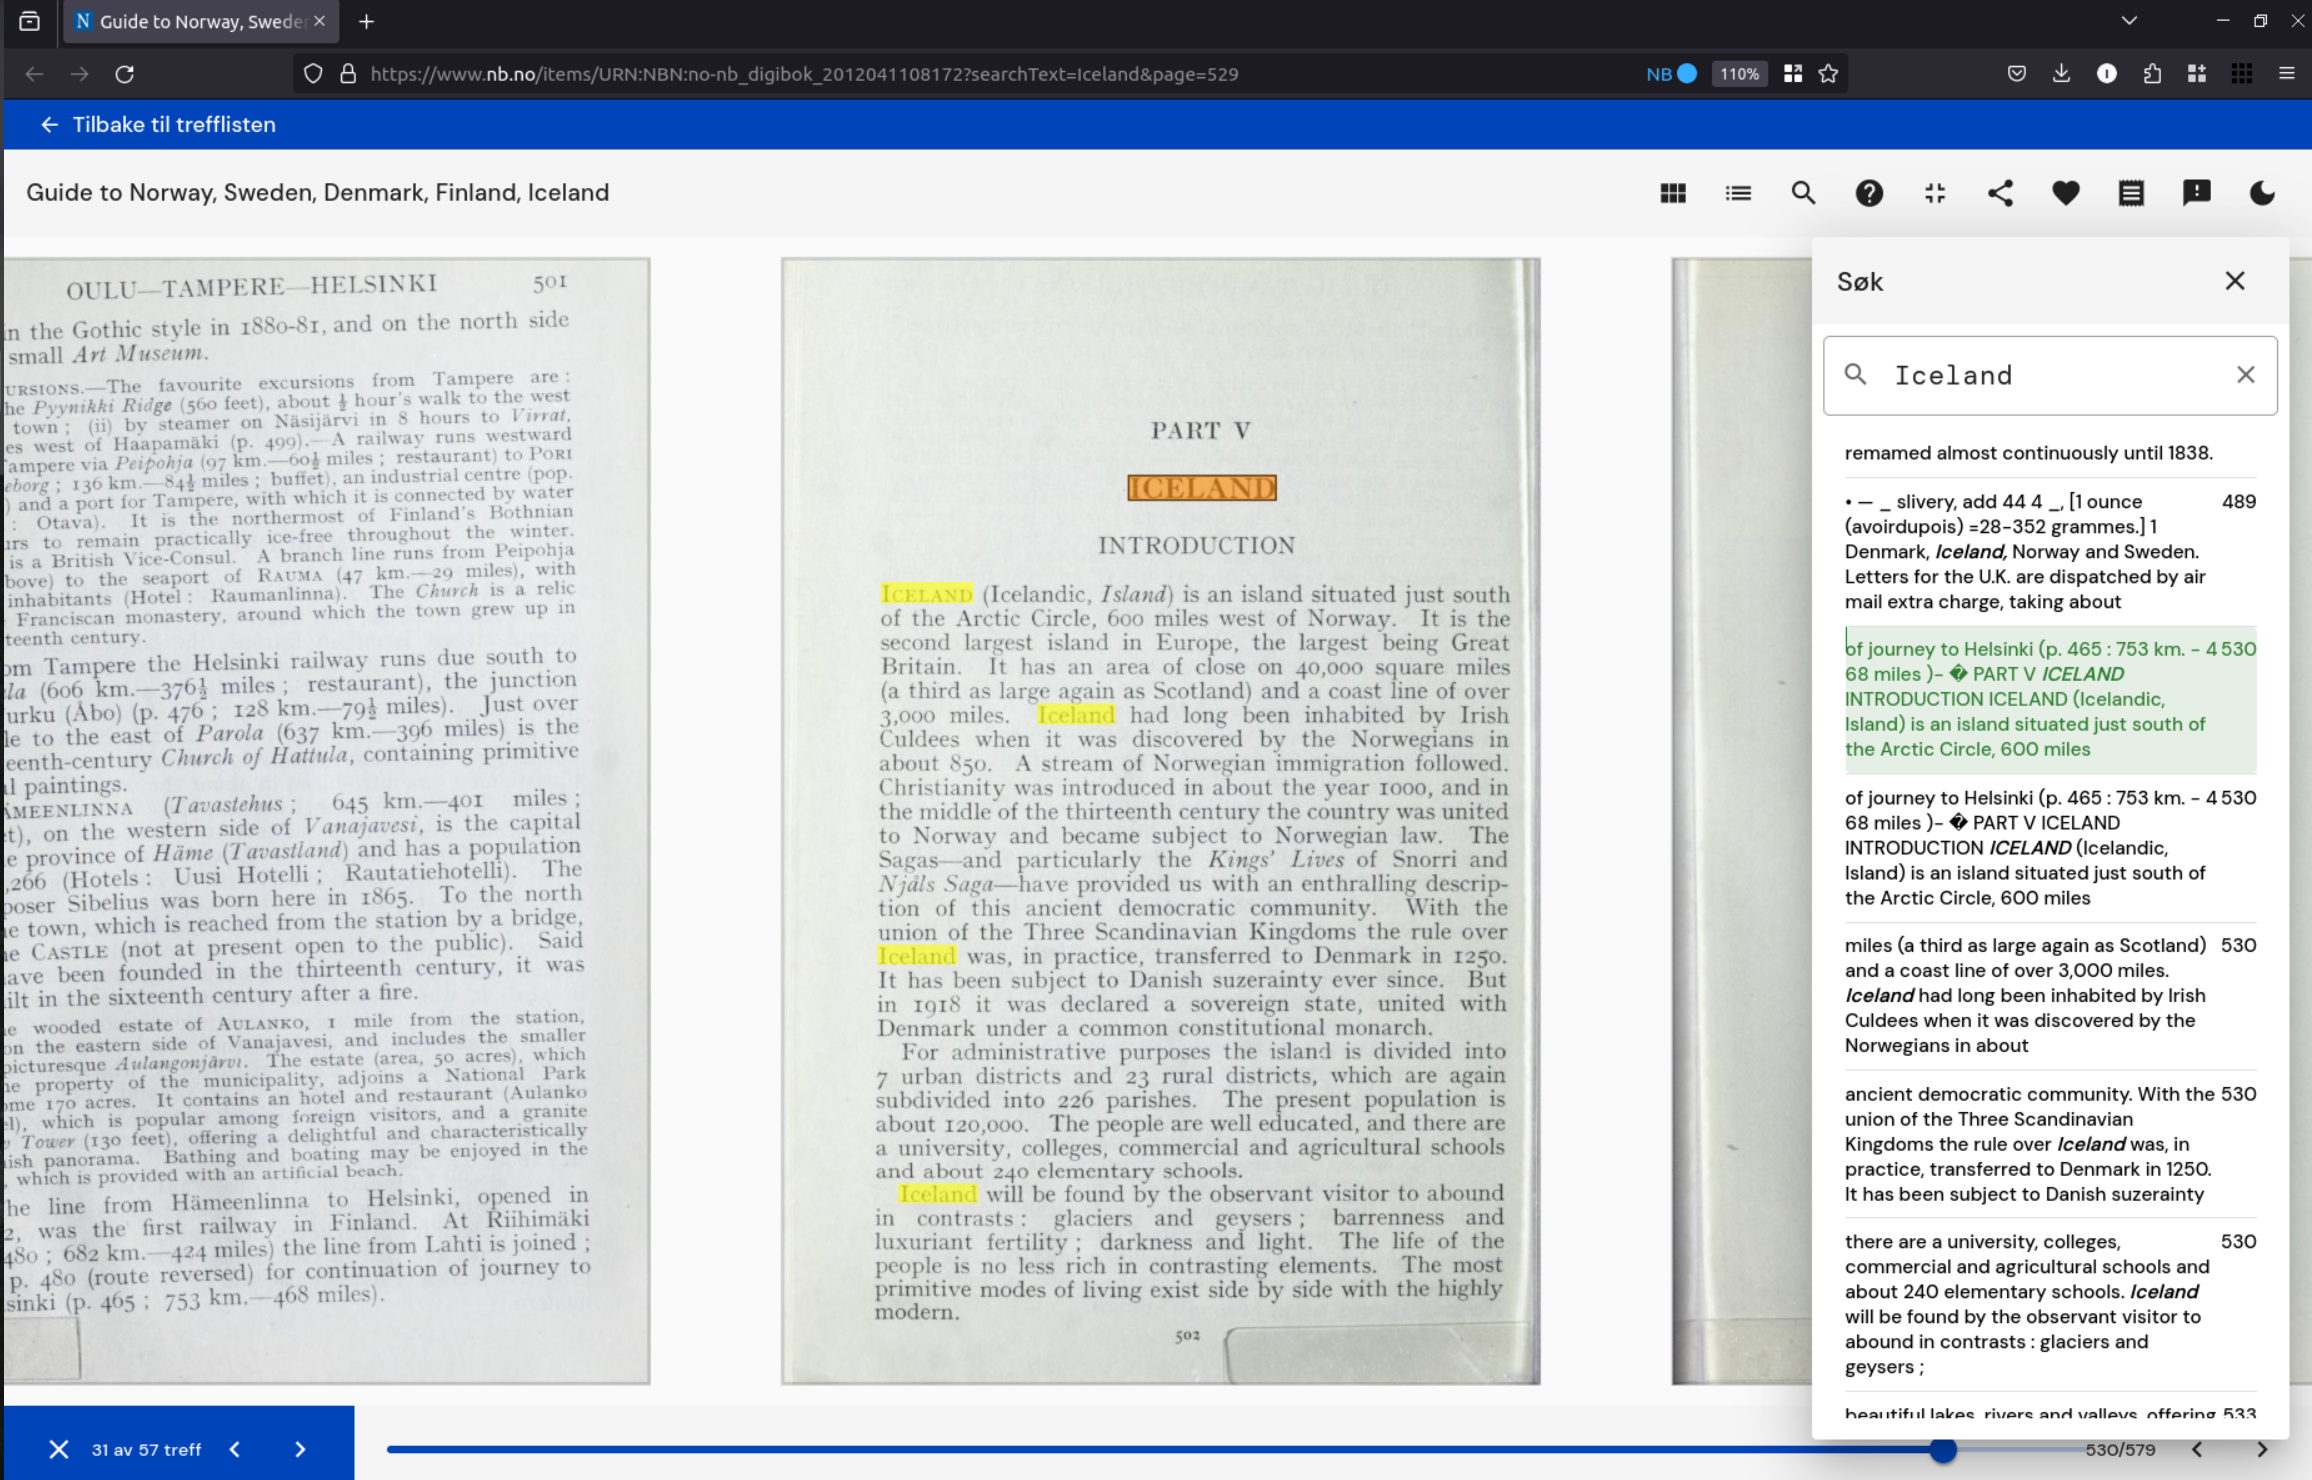 Guide to Norway, Swede
https://www.nb.no/items/URN:NBN:no-nb_digibok_2012041108172?searchText=Iceland&page=529
NB
110%
Tilbake til trefflisten
Guide to Norway, Sweden, Denmark, Finland, Iceland
OULU—TAMPERE—HELSINKI 501
in the Gothic style in 1880-81, and on the north side
small Art Museum.
URSIONS.—The favourite excursions from Tampere are :
he Pyynikki Ridge (560 feet), about ½ hour's walk to the west
town ; (ii) by steamer on Näsijärvi in 8 hours to Virrat,
es west of Haapamäki (p. 499).—A railway runs westward
ampere via Peipohja (97 km.—60½ miles ; restaurant) to PORI
eborg ; 136 km.—84½ miles ; buffet), an industrial centre (pop.
) and a port for Tampere, with which it is connected by water
: Otava). It is the northermost of Finland's Bothnian
urs to remain practically ice-free throughout the winter.
is a British Vice-Consul. A branch line runs from Peipohja
bove) to the seaport of RAUMA (47 km.—29 miles), with
inhabitants (Hotel : Raumanlinna). The Church is a relic
Franciscan monastery, around which the town grew up in
teenth century.
om Tampere the Helsinki railway runs due south to
la (606 km.—376½ miles ; restaurant), the junction
urku (Åbo) (p. 476 ; 128 km.—79½ miles). Just over
le to the east of Parola (637 km.—396 miles) is the
eenth-century Church of Hattula, containing primitive
l paintings.
ÄMEENLINNA (Tavastehus ; 645 km.—401 miles ;
et), on the western side of Vanajavesi, is the capital
e province of Häme (Tavastland) and has a population
,266 (Hotels : Uusi Hotelli ; Rautatiehotelli). The
poser Sibelius was born here in 1865. To the north
e town, which is reached from the station by a bridge,
e CASTLE (not at present open to the public). Said
ave been founded in the thirteenth century, it was
ilt in the sixteenth century after a fire.
e wooded estate of AULANKO, 1 mile from the station,
on the eastern side of Vanajavesi, and includes the smaller
picturesque Aulangonjärvi. The estate (area, 50 acres), which
e property of the municipality, adjoins a National Park
ome 170 acres. It contains an hotel and restaurant (Aulanko
el), which is popular among foreign visitors, and a granite
Tower (130 feet), offering a delightful and characteristically
ish panorama. Bathing and boating may be enjoyed in the
, which is provided with an artificial beach.
he line from Hämeenlinna to Helsinki, opened in
2, was the first railway in Finland. At Riihimäki
480 ; 682 km.—424 miles) the line from Lahti is joined ;
p. 480 (route reversed) for continuation of journey to
sinki (p. 465 ; 753 km.—468 miles).
PART V
ICELAND
INTRODUCTION
ICELAND (Icelandic, Island) is an island situated just south
of the Arctic Circle, 600 miles west of Norway. It is the
second largest island in Europe, the largest being Great
Britain. It has an area of close on 40,000 square miles
(a third as large again as Scotland) and a coast line of over
3,000 miles. Iceland had long been inhabited by Irish
Culdees when it was discovered by the Norwegians in
about 850. A stream of Norwegian immigration followed.
Christianity was introduced in about the year 1000, and in
the middle of the thirteenth century the country was united
to Norway and became subject to Norwegian law. The
Sagas—and particularly the Kings' Lives of Snorri and
Njåls Saga—have provided us with an enthralling descrip-
tion of this ancient democratic community. With the
union of the Three Scandinavian Kingdoms the rule over
Iceland was, in practice, transferred to Denmark in 1250.
It has been subject to Danish suzerainty ever since. But
in 1918 it was declared a sovereign state, united with
Denmark under a common constitutional monarch.
For administrative purposes the island is divided into
7 urban districts and 23 rural districts, which are again
subdivided into 226 parishes. The present population is
about 120,000. The people are well educated, and there are
a university, colleges, commercial and agricultural schools
and about 240 elementary schools.
Iceland will be found by the observant visitor to abound
in contrasts : glaciers and geysers ; barrenness and
luxuriant fertility ; darkness and light. The life of the
people is no less rich in contrasting elements. The most
primitive modes of living exist side by side with the highly
modern.
502
Søk
Iceland
remamed almost continuously until 1838.
• — _ slivery, add 44 4 _, [1 ounce 489
(avoirdupois) =28-352 grammes.] 1
Denmark, Iceland, Norway and Sweden.
Letters for the U.K. are dispatched by air
mail extra charge, taking about
of journey to Helsinki (p. 465 : 753 km. - 4 530
68 miles )- � PART V ICELAND
INTRODUCTION ICELAND (Icelandic,
Island) is an island situated just south of
the Arctic Circle, 600 miles
of journey to Helsinki (p. 465 : 753 km. - 4 530
68 miles )- � PART V ICELAND
INTRODUCTION ICELAND (Icelandic,
Island) is an island situated just south of
the Arctic Circle, 600 miles
miles (a third as large again as Scotland) 530
and a coast line of over 3,000 miles.
Iceland had long been inhabited by Irish
Culdees when it was discovered by the
Norwegians in about
ancient democratic community. With the 530
union of the Three Scandinavian
Kingdoms the rule over Iceland was, in
practice, transferred to Denmark in 1250.
It has been subject to Danish suzerainty
there are a university, colleges, 530
commercial and agricultural schools and
about 240 elementary schools. Iceland
will be found by the observant visitor to
abound in contrasts : glaciers and
geysers ;
beautiful lakes, rivers and valleys, offering 533
31 av 57 treff
530/579